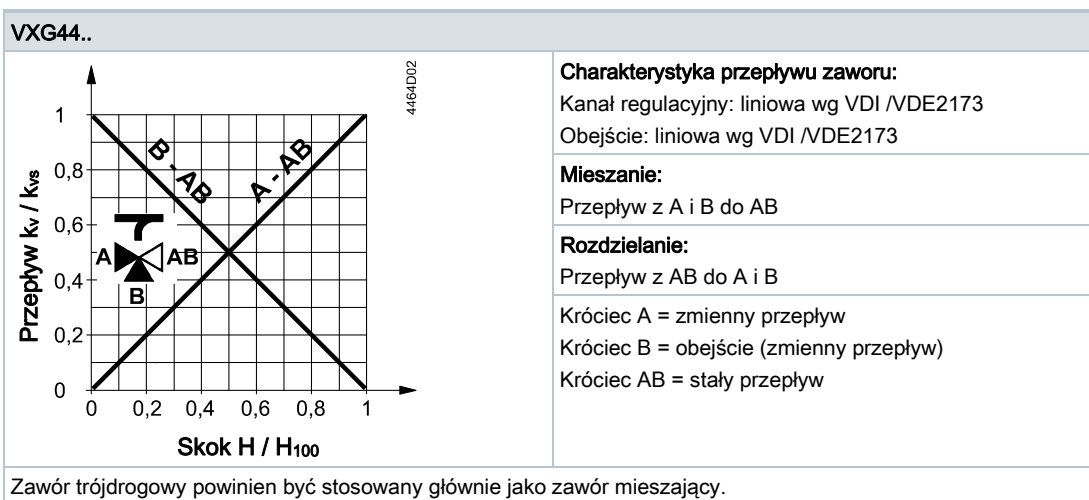 VXG44..
4464D02
1
0,8
0,6
0,4
0,2
0
0
0,2
0,4
0,6
0,8
1
B - AB
A - AB
A
AB
B
Przepływ kv / kvs
Skok H / H100
Charakterystyka przepływu zaworu:
Kanał regulacyjny: liniowa wg VDI /VDE2173
Obejście: liniowa wg VDI /VDE2173
Mieszanie:
Przepływ z A i B do AB
Rozdzielanie:
Przepływ z AB do A i B
Króciec A = zmienny przepływ
Króciec B = obejście (zmienny przepływ)
Króciec AB = stały przepływ
Zawór trójdrogowy powinien być stosowany głównie jako zawór mieszający.